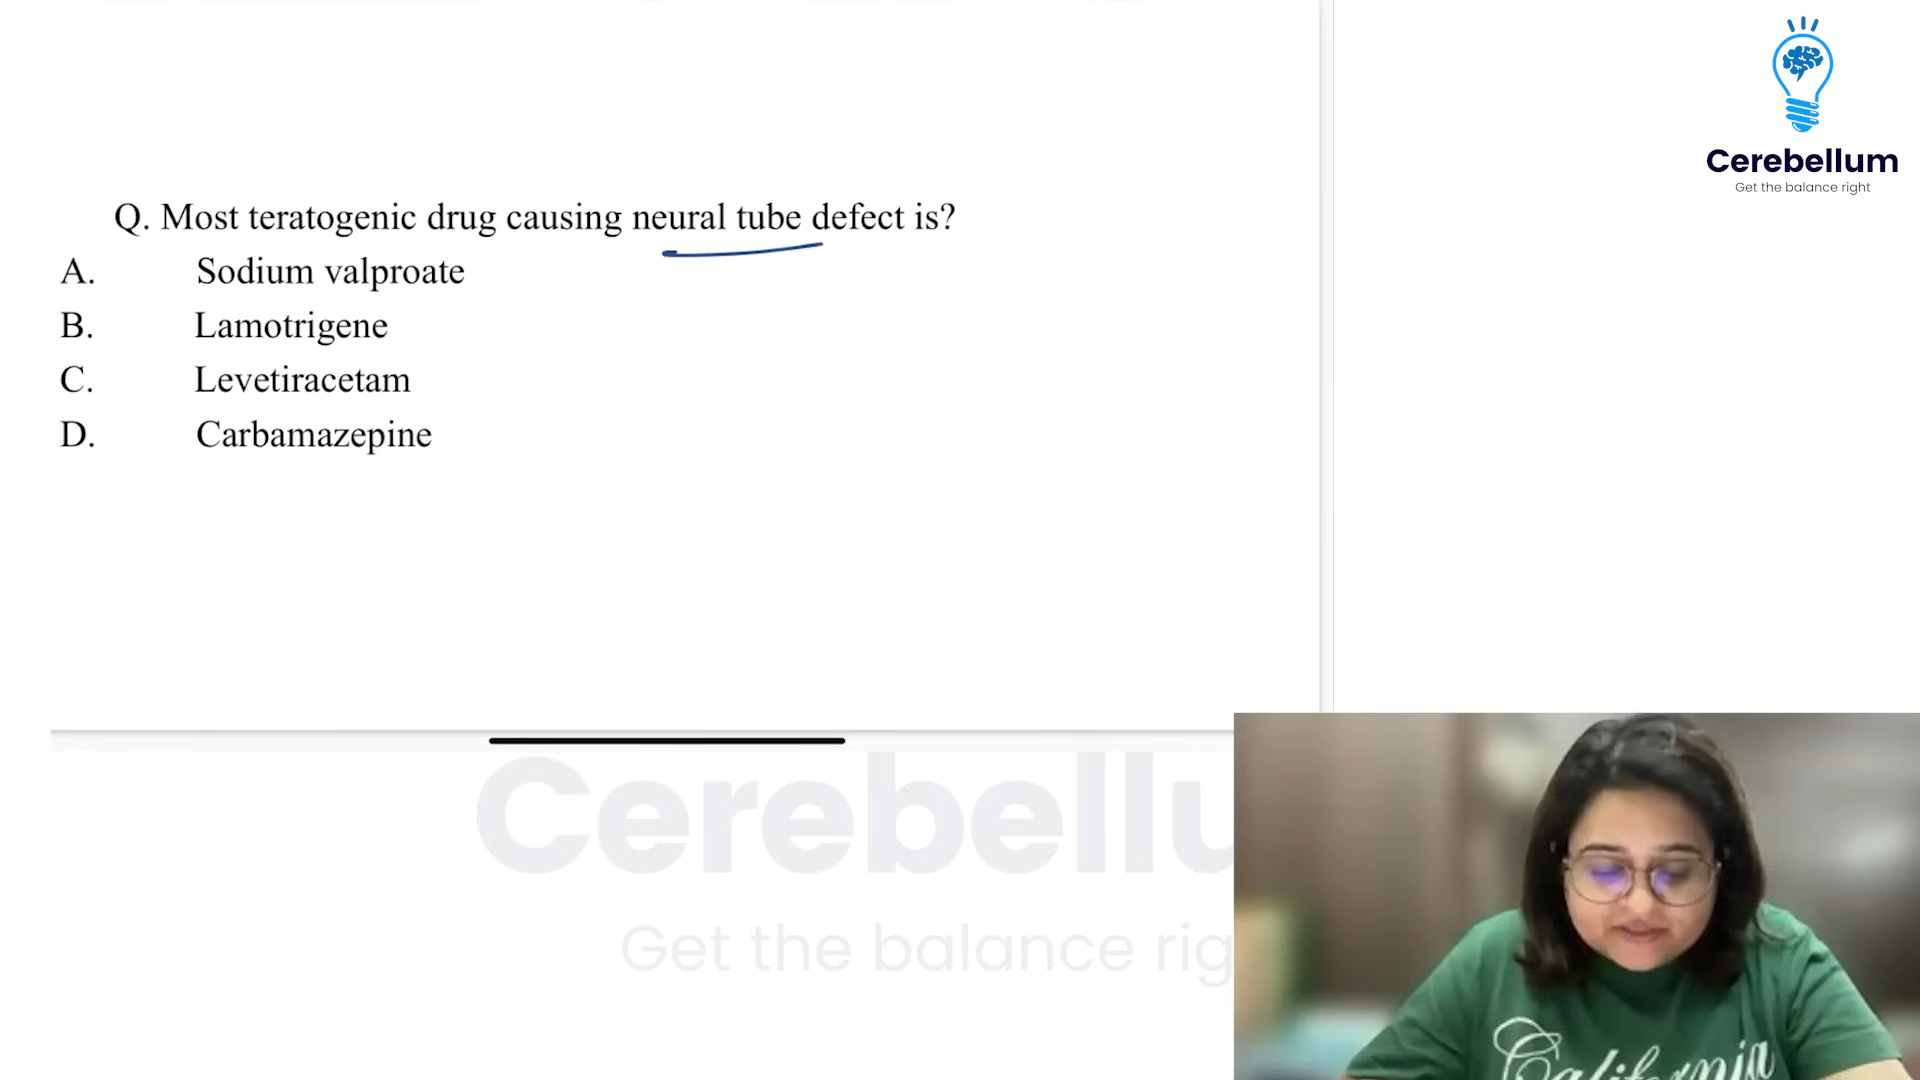 Cerebellum
Get the balance right
Q. Most teratogenic drug causing neural tube defect is?
A. Sodium valproate
B. Lamotrigene
C. Levetiracetam
D. Carbamazepine
Cerebellu
Get the balance rig
California